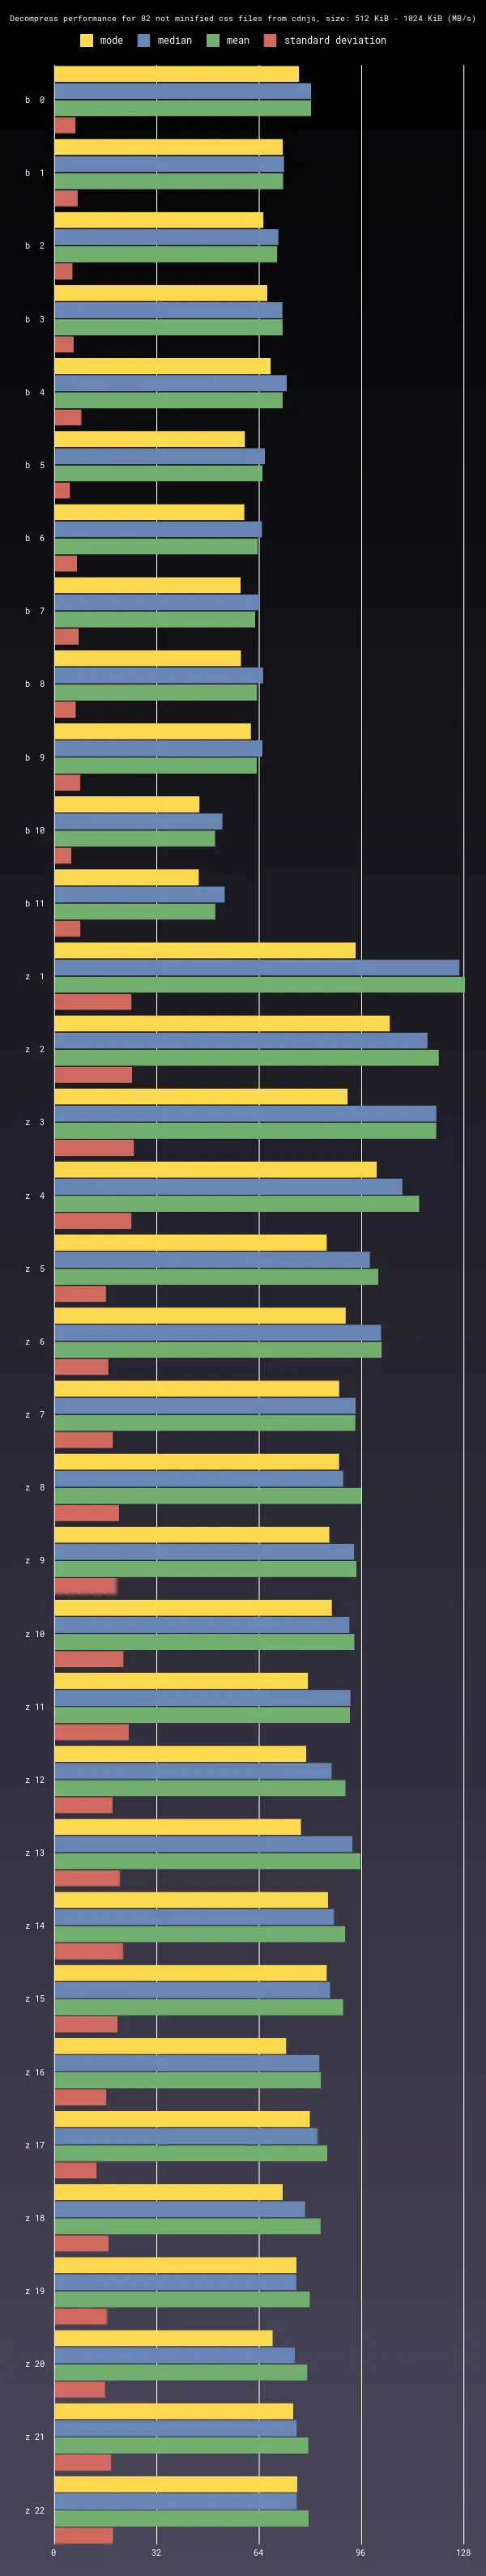 Decompress performance for 82 not minified css files from cdnjs, size: 512 KiB - 1024 KiB (MB/s)
mode median mean standard deviation
b 0
b 1
b 2
b 3
b 4
b 5
b 6
b 7
b 8
b 9
b 10
b 11
z 1
z 2
z 3
z 4
z 5
z 6
z 7
z 8
z 9
z 10
z 11
z 12
z 13
z 14
z 15
z 16
z 17
z 18
z 19
z 20
z 21
z 22
0 32 64 96 128